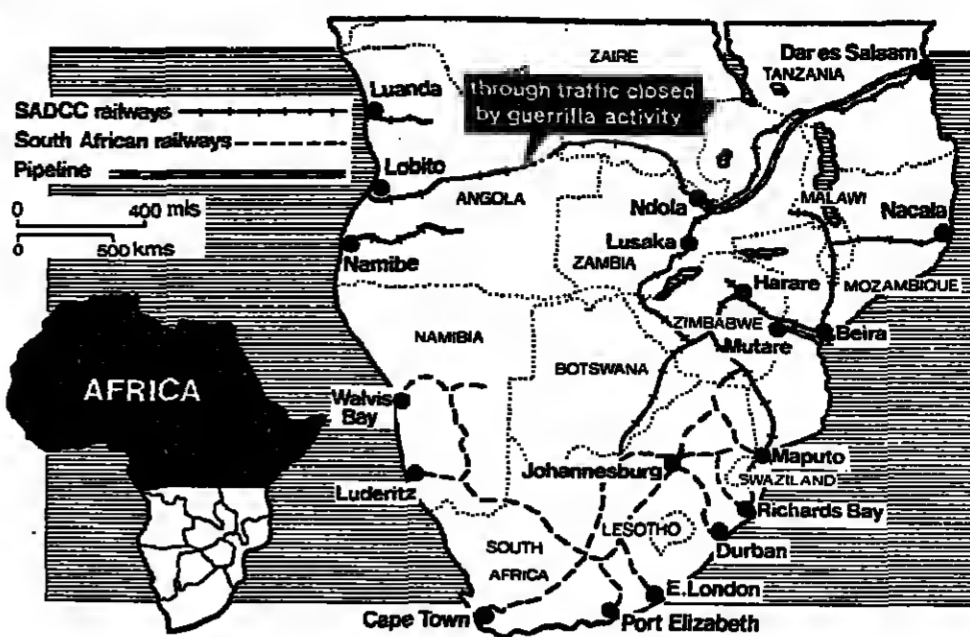 ZAIRE
Dar es Salaam
TANZANIA
Luanda
through traffic closed
by guerrilla activity
SADCC railways
South African railways
Pipeline
Lobito
ANGOLA
Ndola
MALAWI
Nacala
0 400 mls
0 500 kms
Namibe
Lusaka
ZAMBIA
Harare
MOZAMBIQUE
ZIMBABWE
Beira
Mutare
NAMIBIA
BOTSWANA
AFRICA
Walvis
Bay
Johannesburg
Maputo
SWAZILAND
Luderitz
Richards Bay
LESOTHO
Durban
SOUTH
AFRICA
E.London
Cape Town
Port Elizabeth